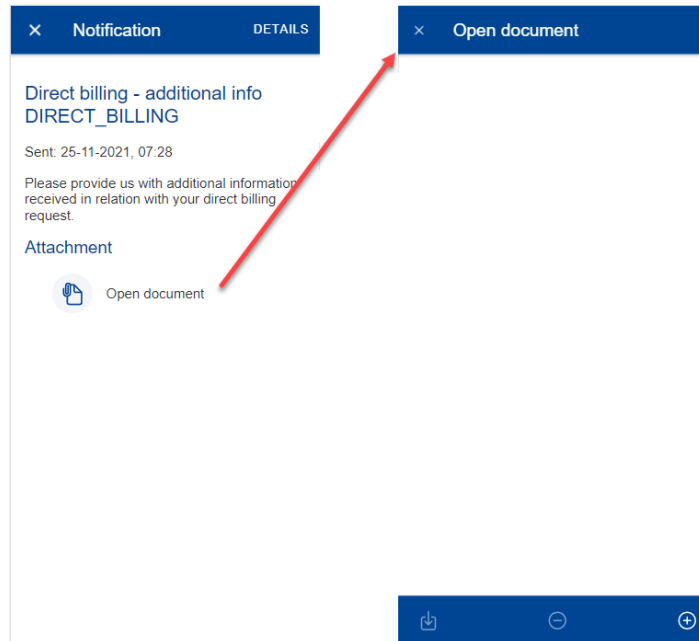 Notification
DETAILS
Direct billing - additional info
DIRECT_BILLING
Sent: 25-11-2021, 07:28
Please provide us with additional information
received in relation with your direct billing
request.
Attachment
Open document
Open document